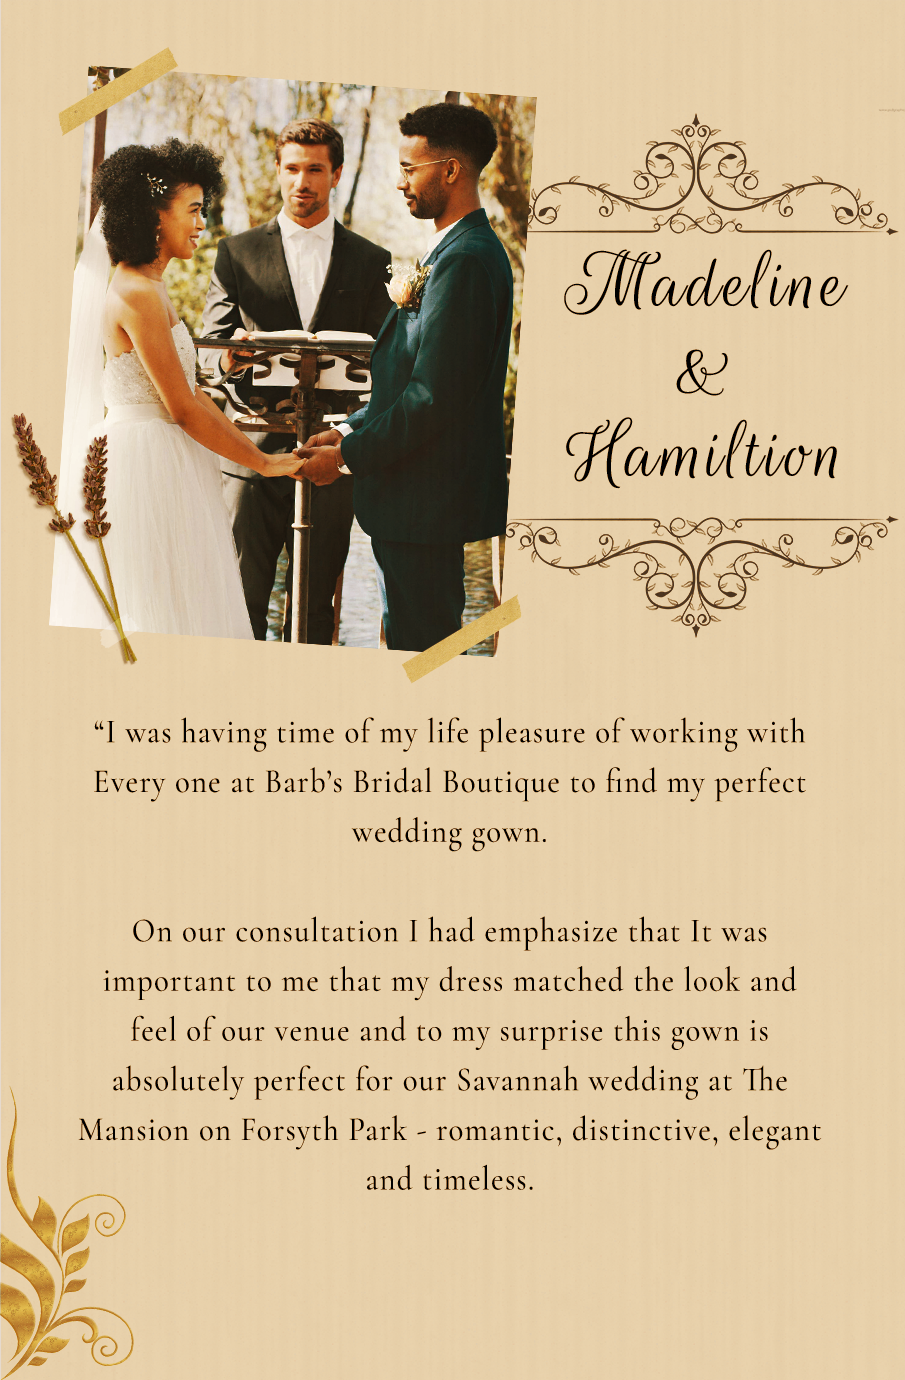 Madeline
&
Hamiltion
“I was having time of my life pleasure of working with
Every one at Barb’s Bridal Boutique to find my perfect
wedding gown.
On our consultation I had emphasize that It was
important to me that my dress matched the look and
feel of our venue and to my surprise this gown is
absolutely perfect for our Savannah wedding at The
Mansion on Forsyth Park - romantic, distinctive, elegant
and timeless.